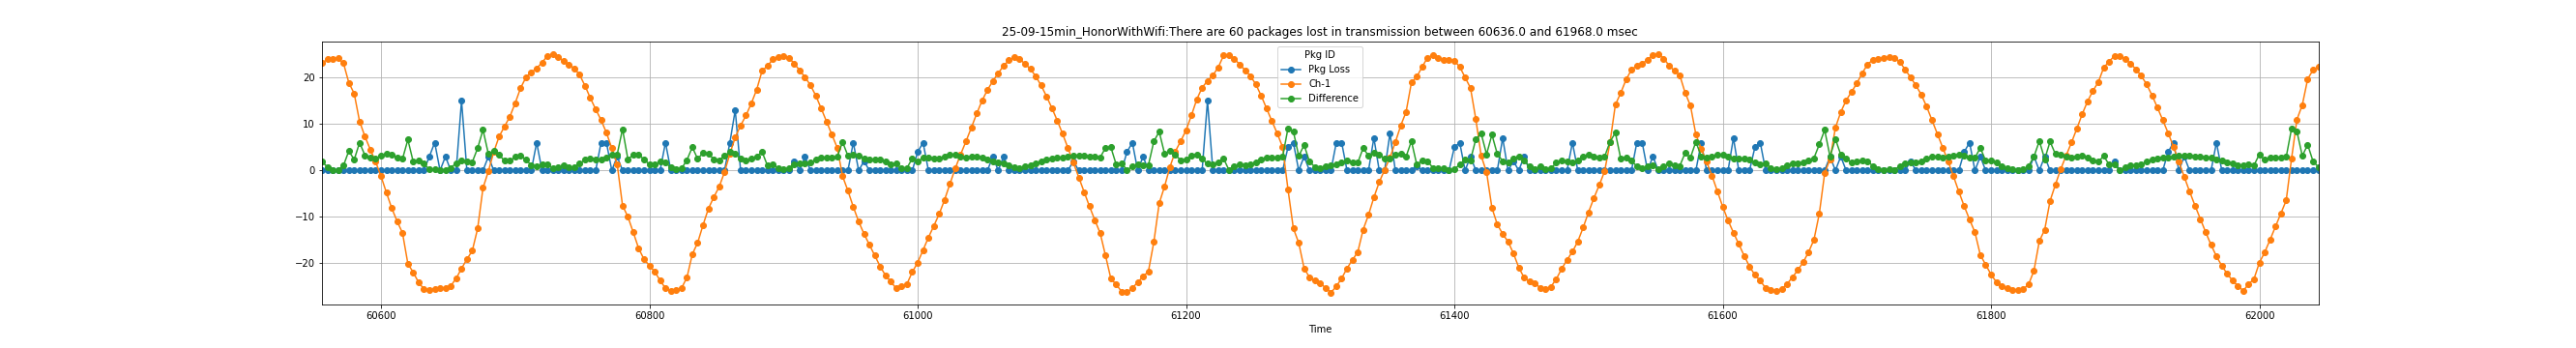 25-09-15min_HonorWithWifi:There are 60 packages lost in transmission between 60636.0 and 61968.0 msec
Pkg ID
Pkg Loss
Ch-1
Difference
20
10
0
−10
−20
60600 60800 61000 61200 61400 61600 61800 62000
Time